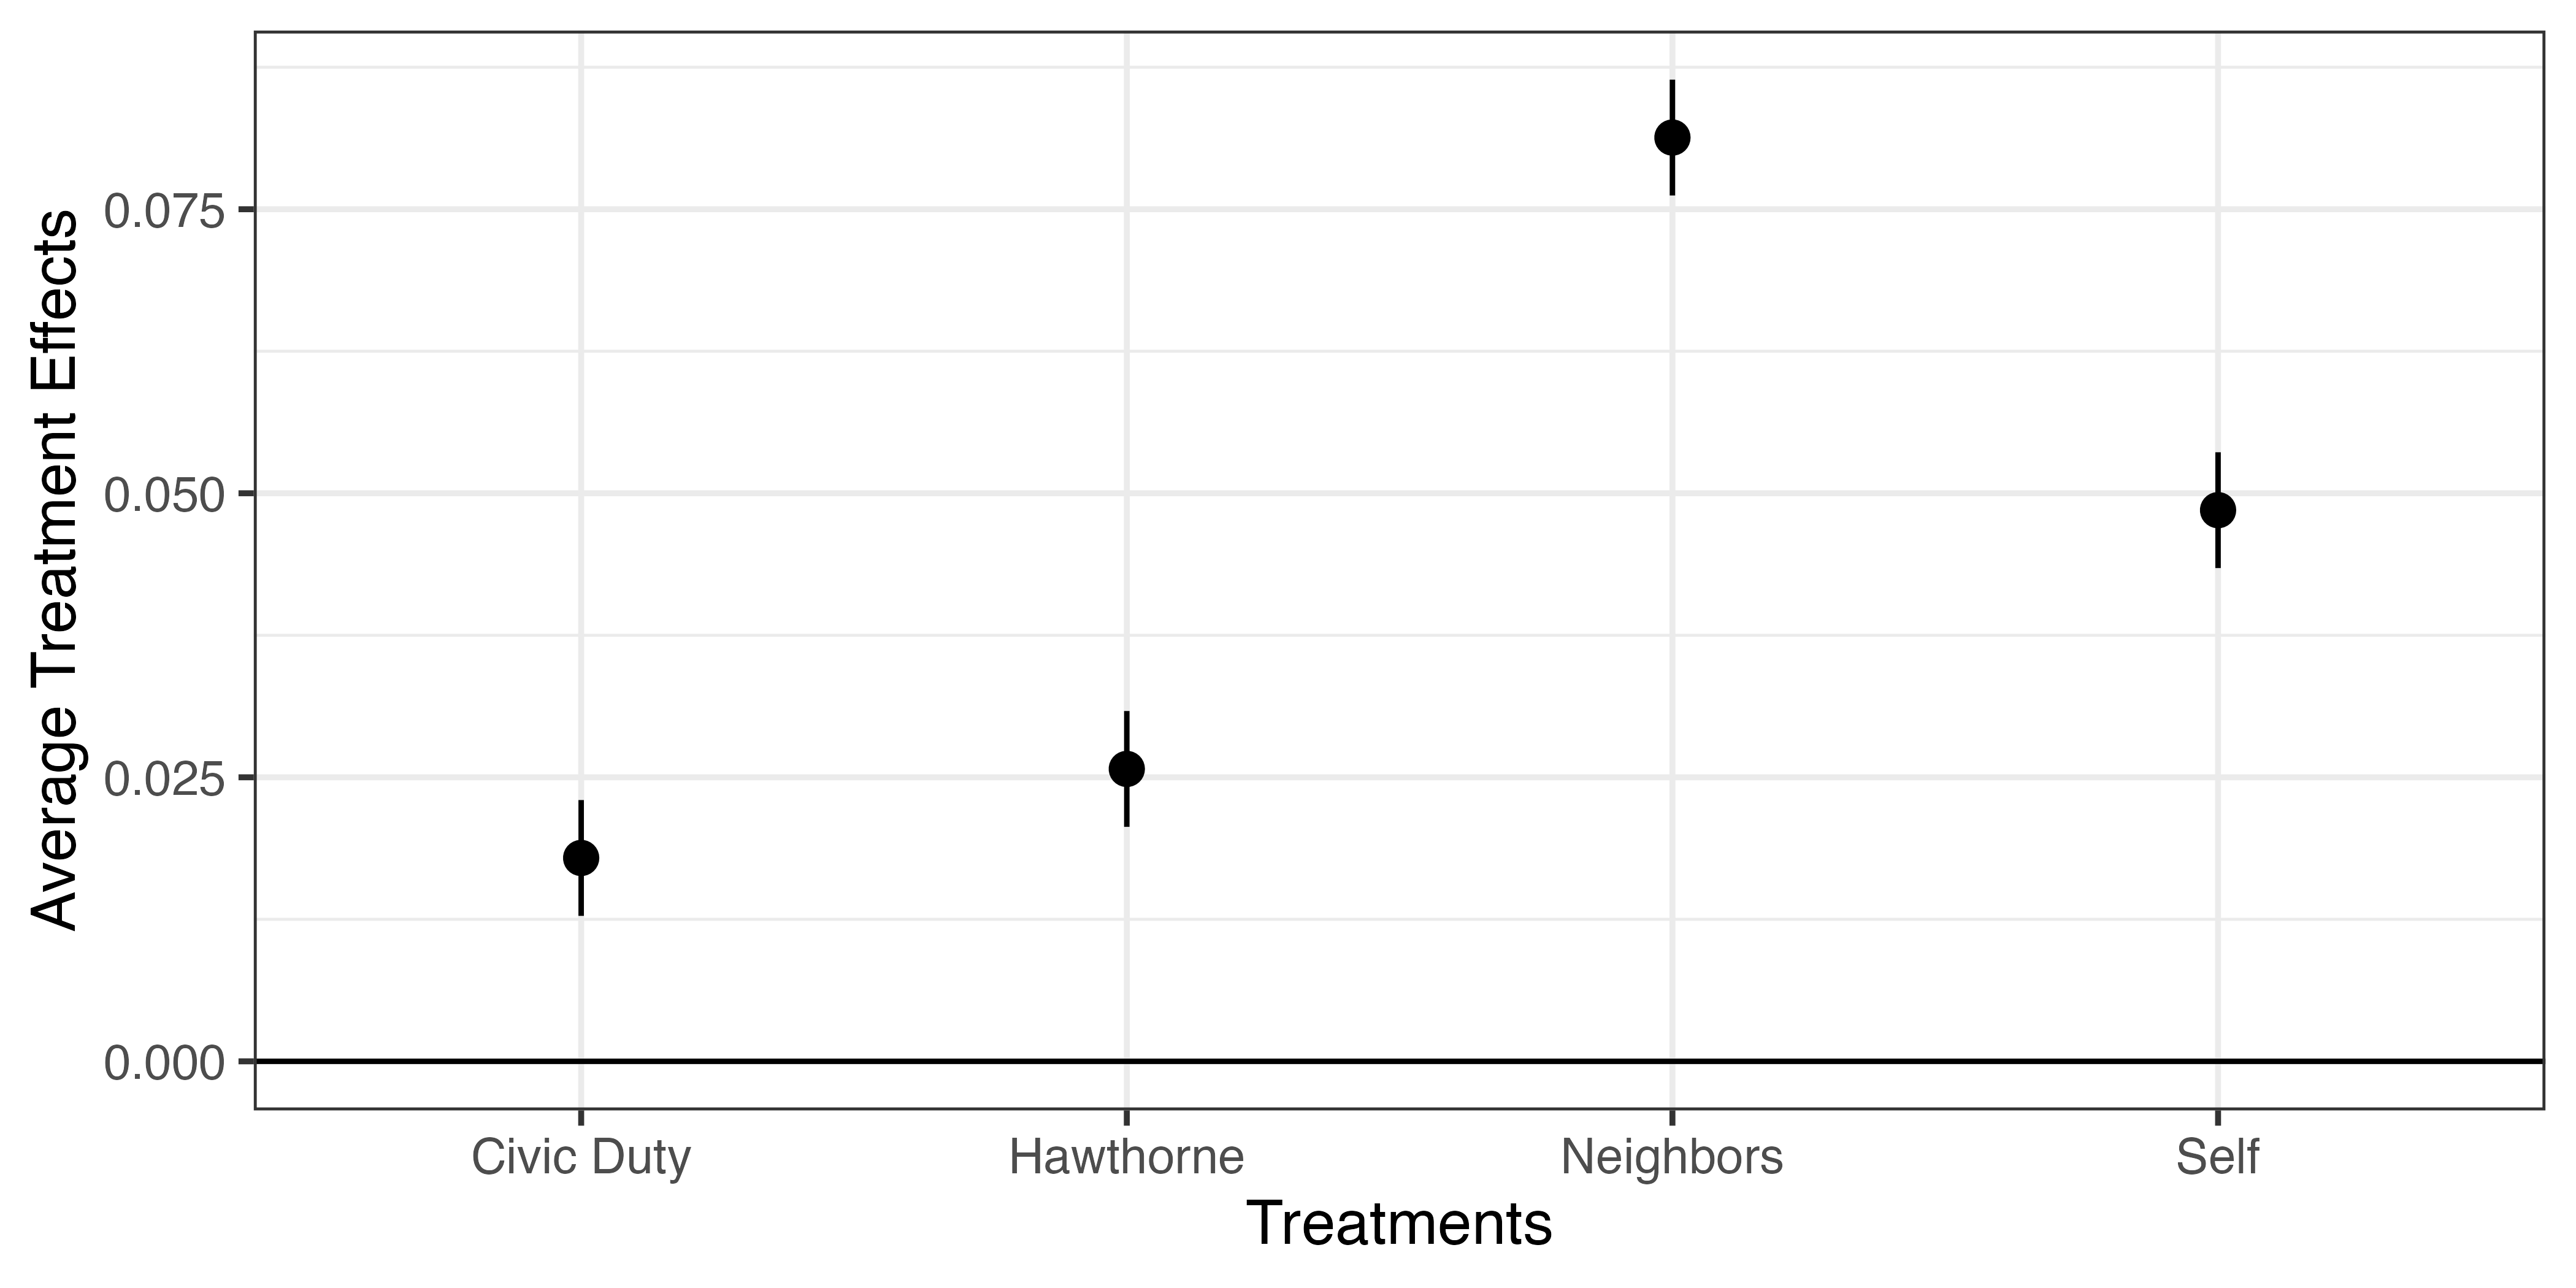 Average Treatment Effects
0.075
0.050
0.025
0.000
Civic Duty
Hawthorne
Neighbors
Self
Treatments